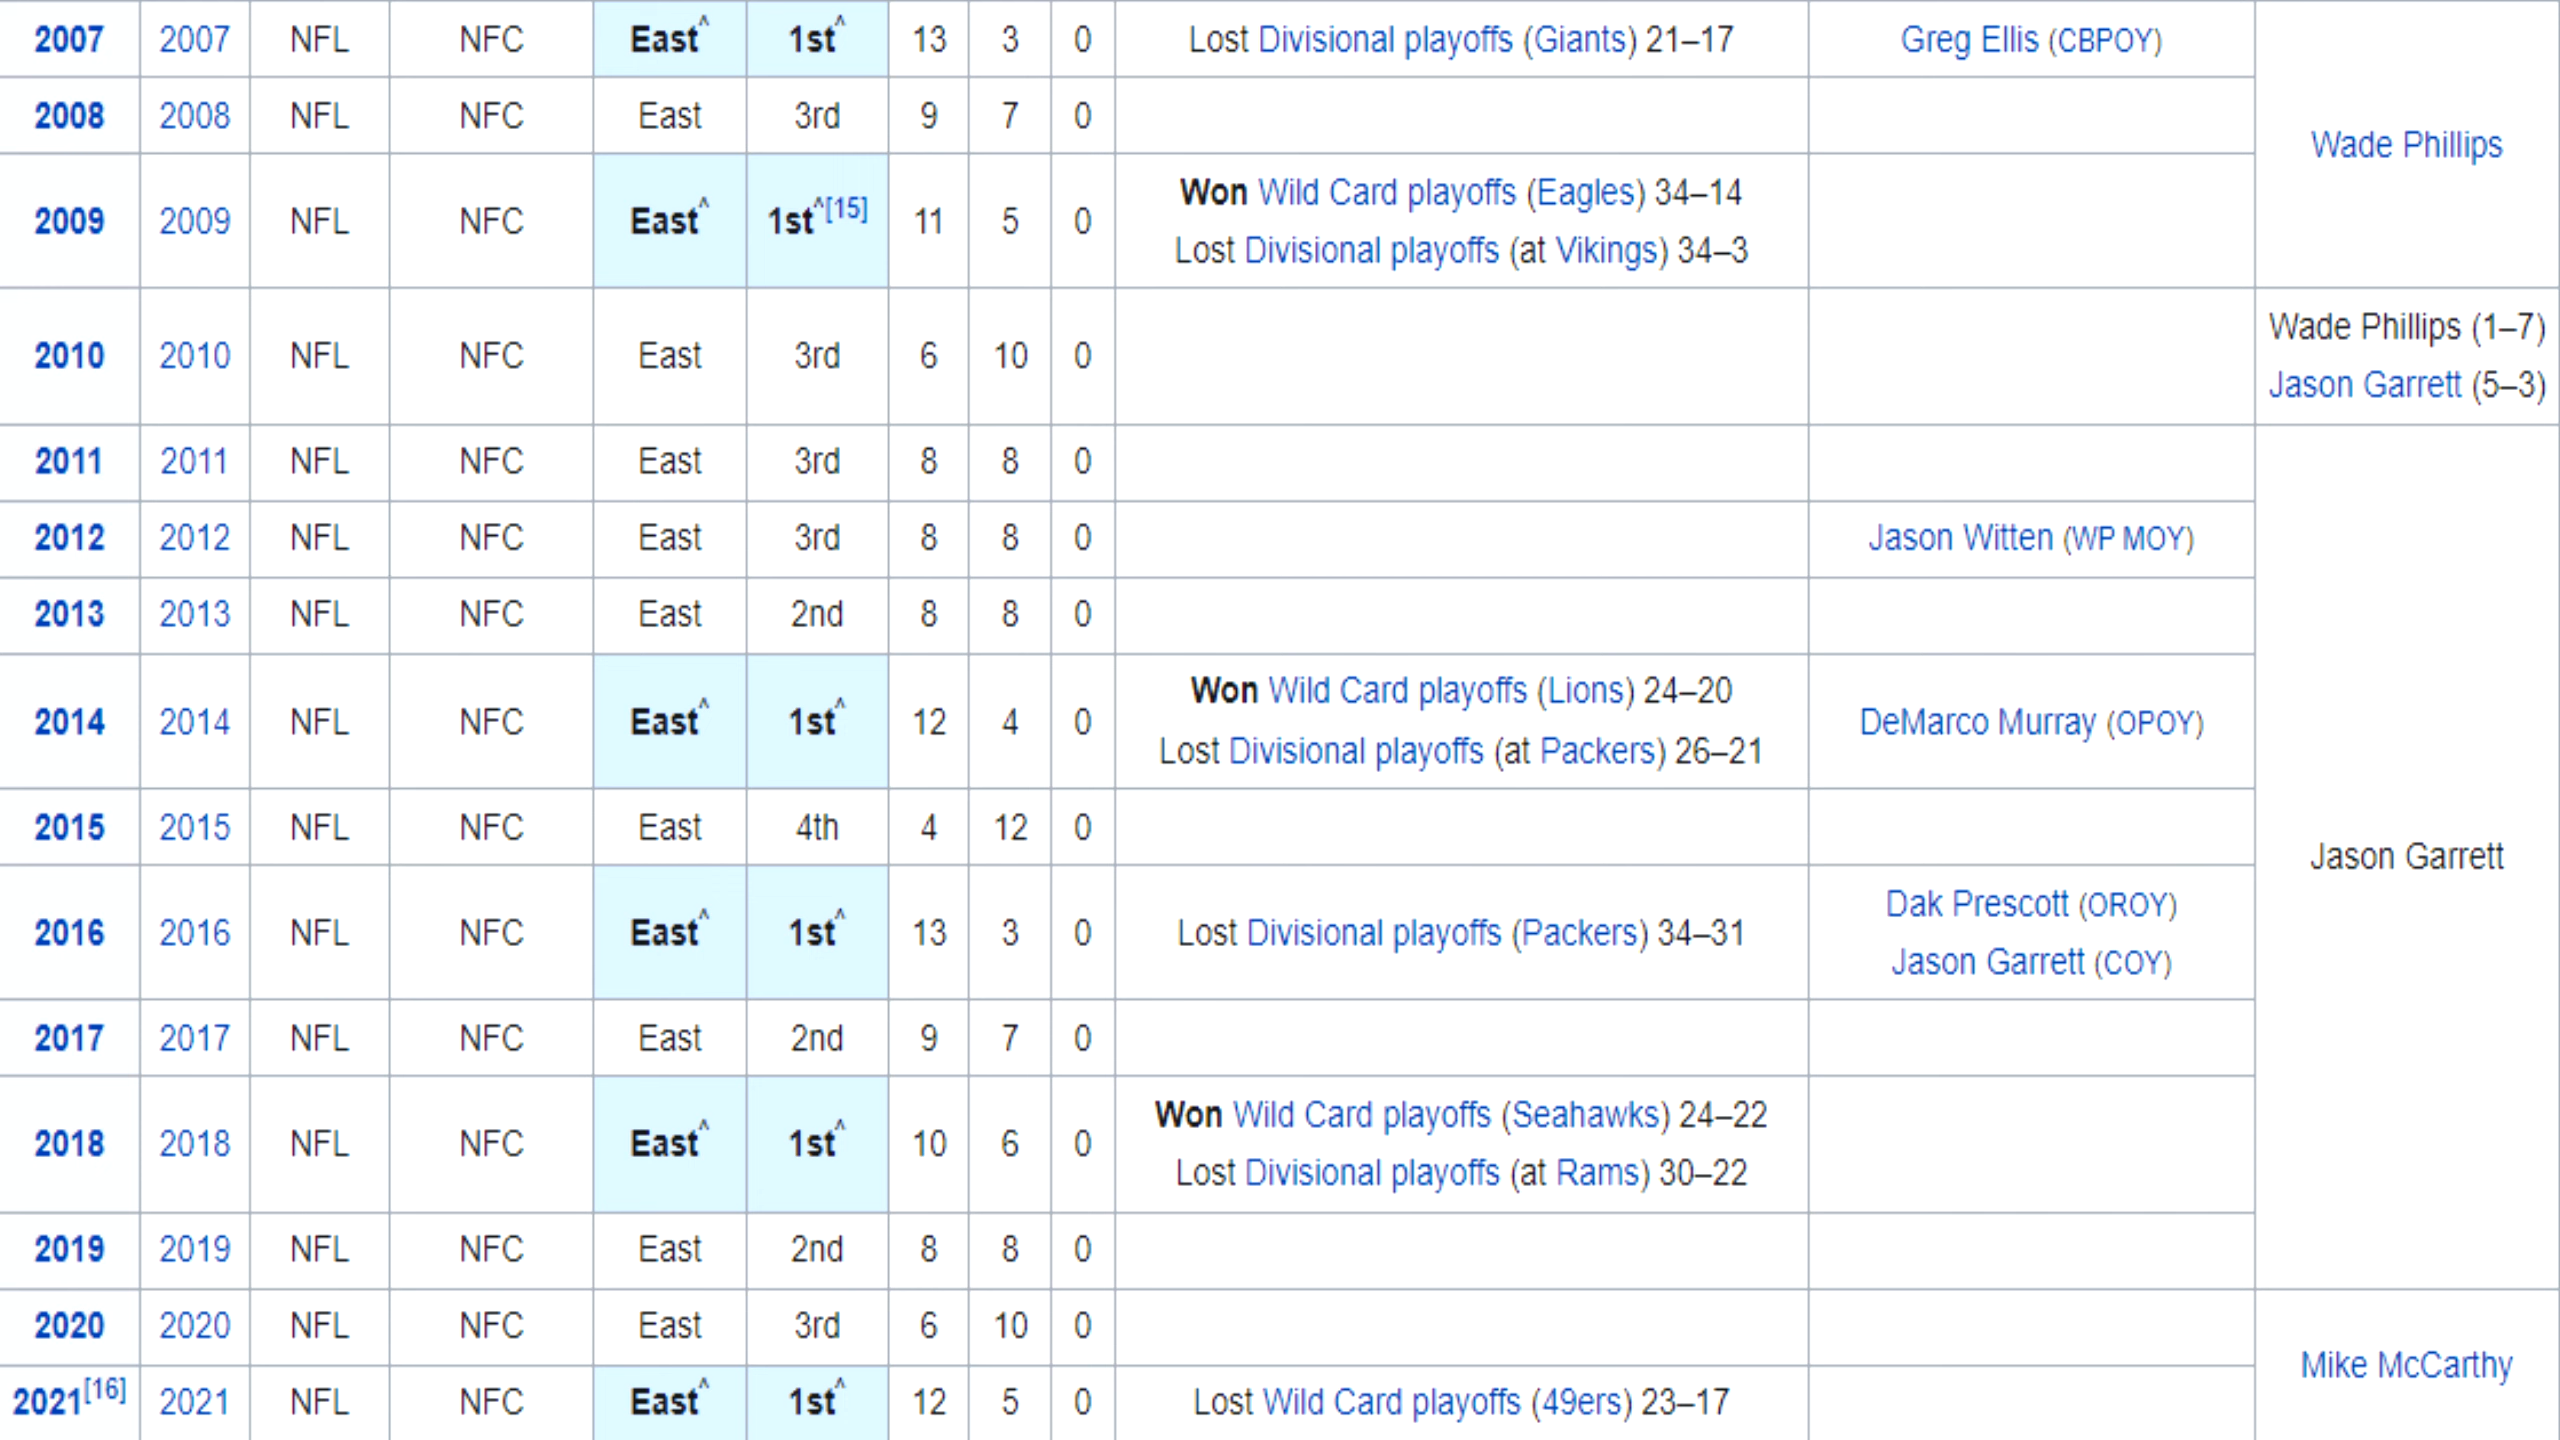 2007 2007 NFL NFC East^ 1st^ 13 3 0 Lost Divisional playoffs (Giants) 21–17 Greg Ellis (CBPOY)
2008 2008 NFL NFC East 3rd 9 7 0
Wade Phillips
2009 2009 NFL NFC East^ 1st^[15] 11 5 0 Won Wild Card playoffs (Eagles) 34–14
Lost Divisional playoffs (at Vikings) 34–3
2010 2010 NFL NFC East 3rd 6 10 0 Wade Phillips (1–7)
Jason Garrett (5–3)
2011 2011 NFL NFC East 3rd 8 8 0
2012 2012 NFL NFC East 3rd 8 8 0 Jason Witten (WP MOY)
2013 2013 NFL NFC East 2nd 8 8 0
2014 2014 NFL NFC East^ 1st^ 12 4 0 Won Wild Card playoffs (Lions) 24–20 DeMarco Murray (OPOY)
Lost Divisional playoffs (at Packers) 26–21
2015 2015 NFL NFC East 4th 4 12 0
Jason Garrett
2016 2016 NFL NFC East^ 1st^ 13 3 0 Lost Divisional playoffs (Packers) 34–31 Dak Prescott (OROY)
Jason Garrett (COY)
2017 2017 NFL NFC East 2nd 9 7 0
2018 2018 NFL NFC East^ 1st^ 10 6 0 Won Wild Card playoffs (Seahawks) 24–22
Lost Divisional playoffs (at Rams) 30–22
2019 2019 NFL NFC East 2nd 8 8 0
2020 2020 NFL NFC East 3rd 6 10 0
Mike McCarthy
2021[16] 2021 NFL NFC East^ 1st^ 12 5 0 Lost Wild Card playoffs (49ers) 23–17